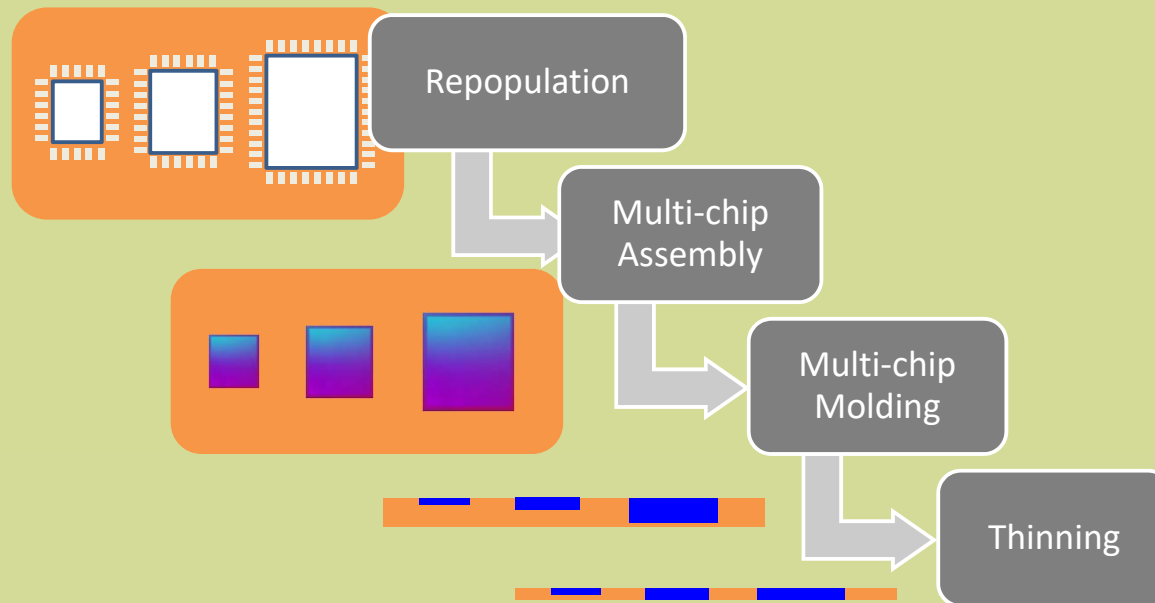 Repopulation
Multi-chip
Assembly
Multi-chip
Molding
Thinning